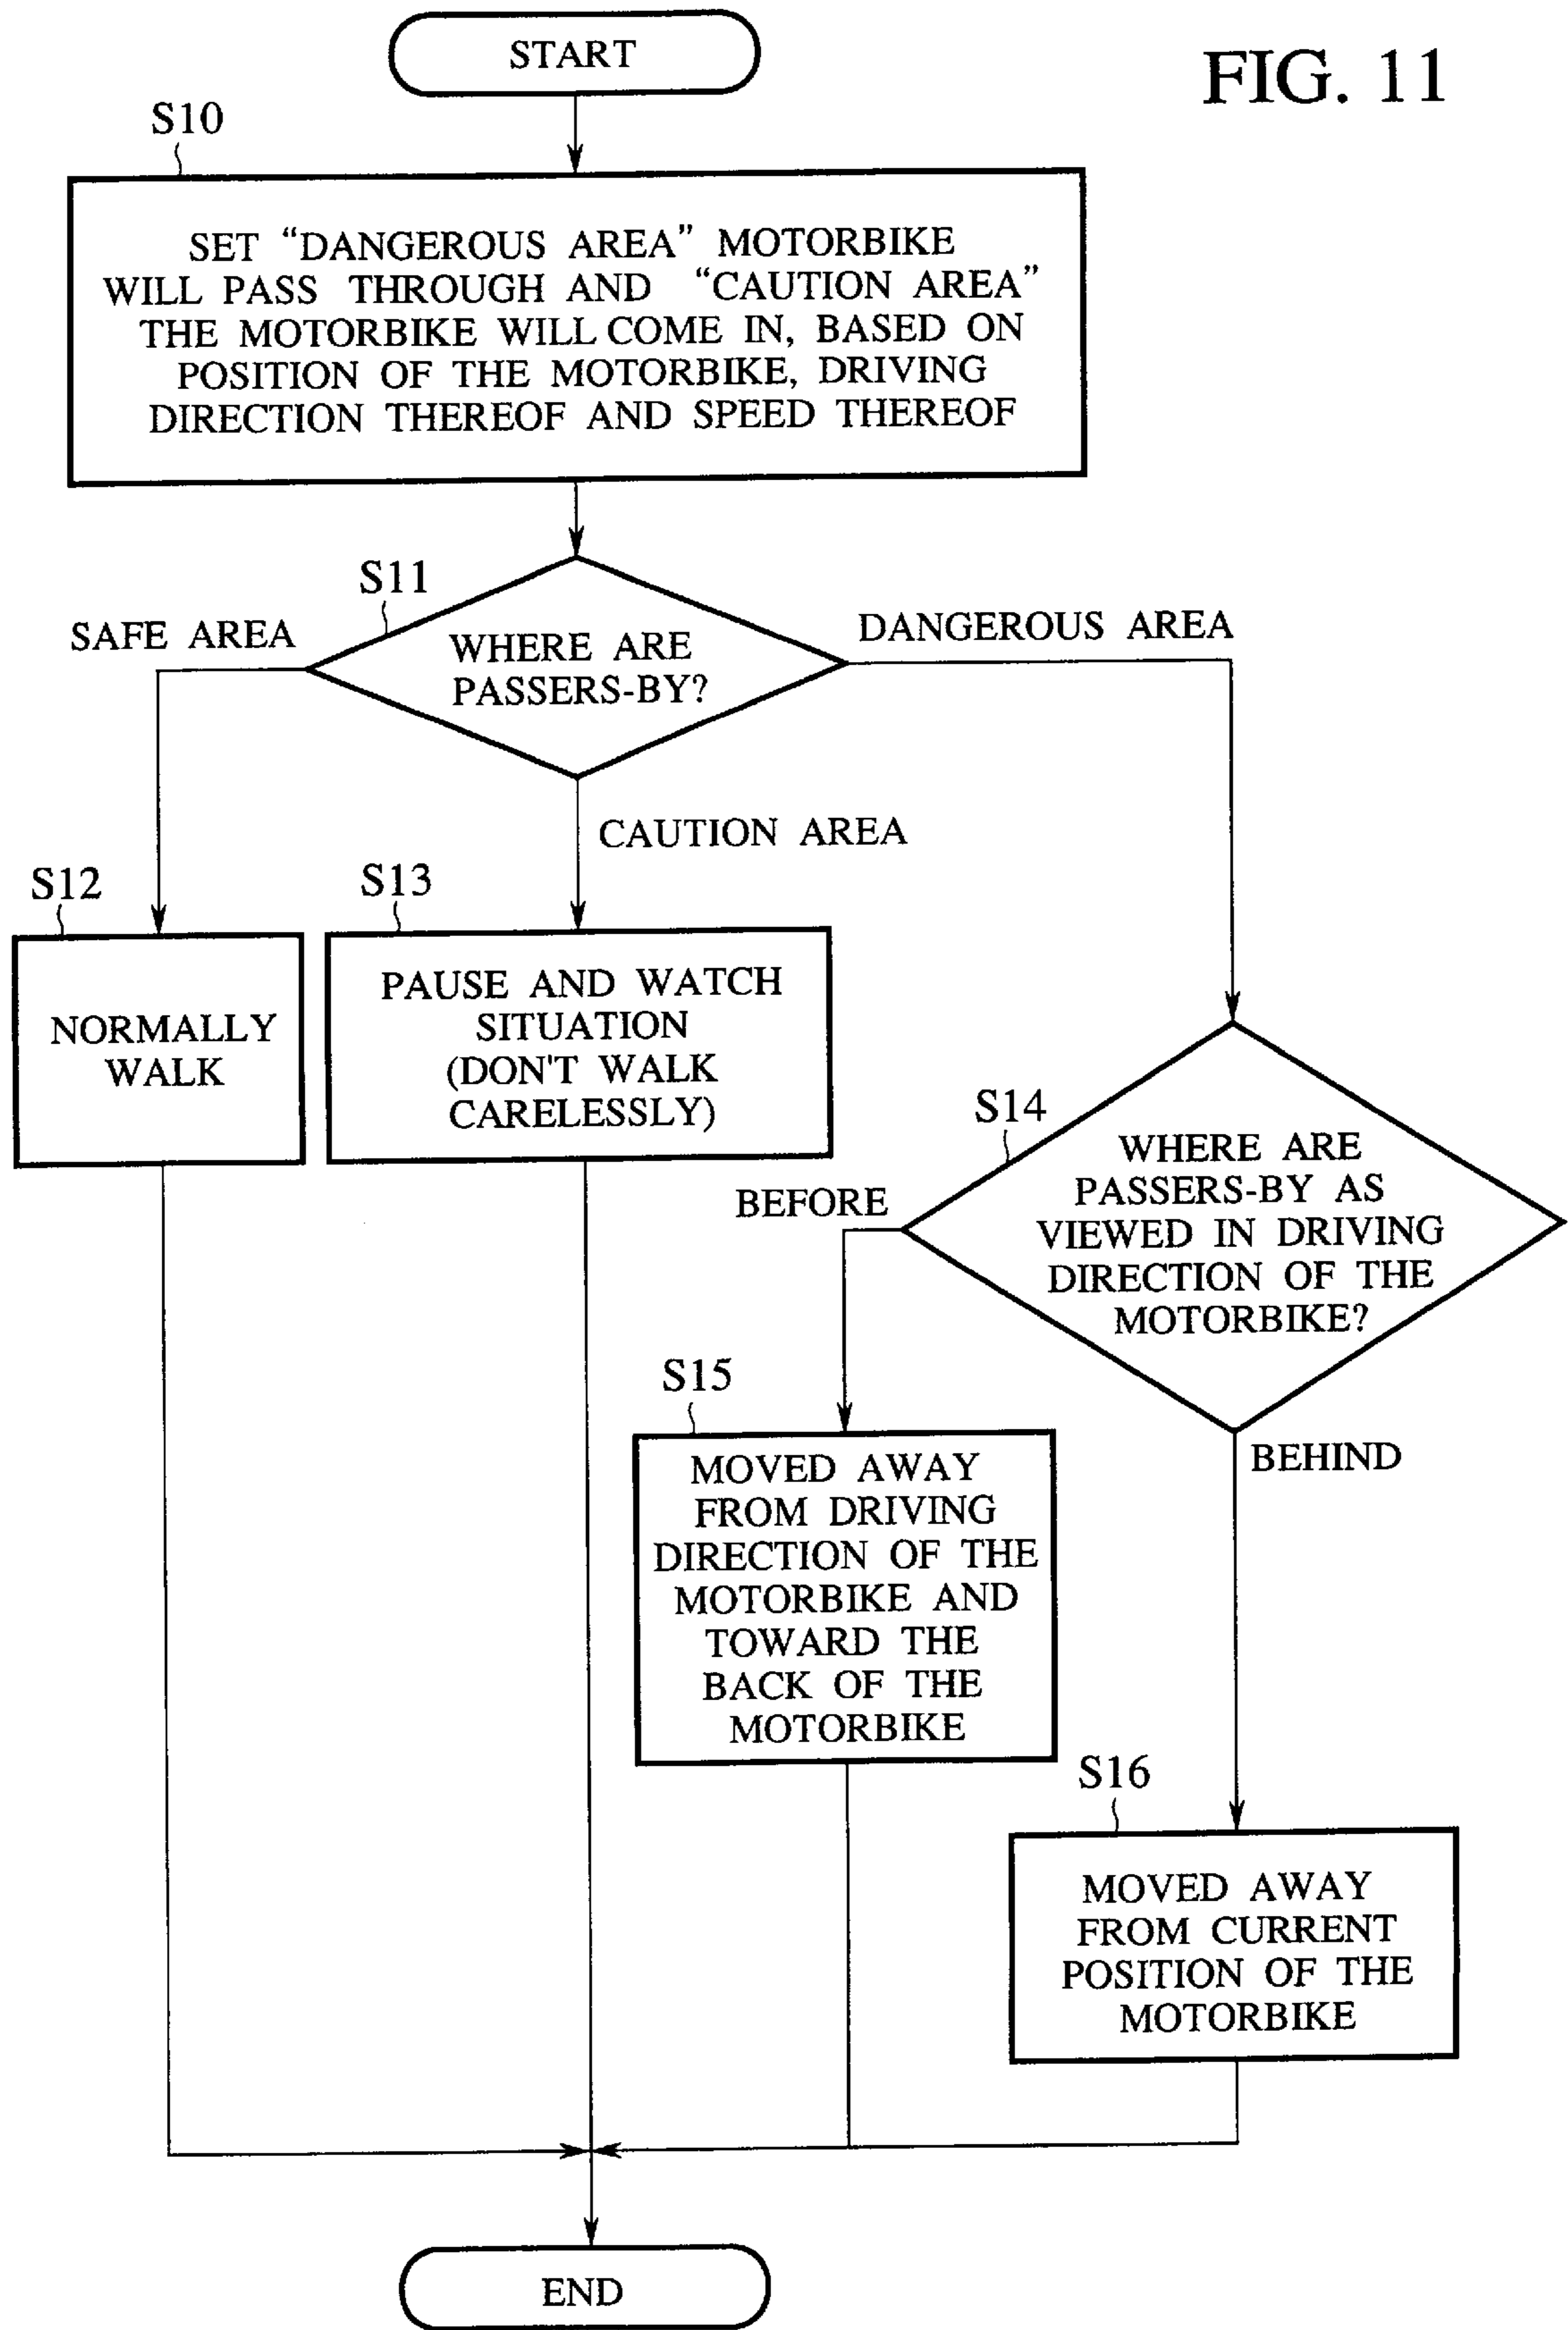 START
FIG. 11
S10
SET “DANGEROUS AREA” MOTORBIKE
WILL PASS THROUGH AND “CAUTION AREA”
THE MOTORBIKE WILL COME IN, BASED ON
POSITION OF THE MOTORBIKE, DRIVING
DIRECTION THEREOF AND SPEED THEREOF
S11
SAFE AREA
WHERE ARE
PASSERS-BY?
DANGEROUS AREA
CAUTION AREA
S12
NORMALLY
WALK
S13
PAUSE AND WATCH
SITUATION
(DON'T WALK
CARELESSLY)
S14
WHERE ARE
PASSERS-BY AS
VIEWED IN DRIVING
DIRECTION OF THE
MOTORBIKE?
BEFORE
BEHIND
S15
MOVED AWAY
FROM DRIVING
DIRECTION OF THE
MOTORBIKE AND
TOWARD THE
BACK OF THE
MOTORBIKE
S16
MOVED AWAY
FROM CURRENT
POSITION OF THE
MOTORBIKE
END